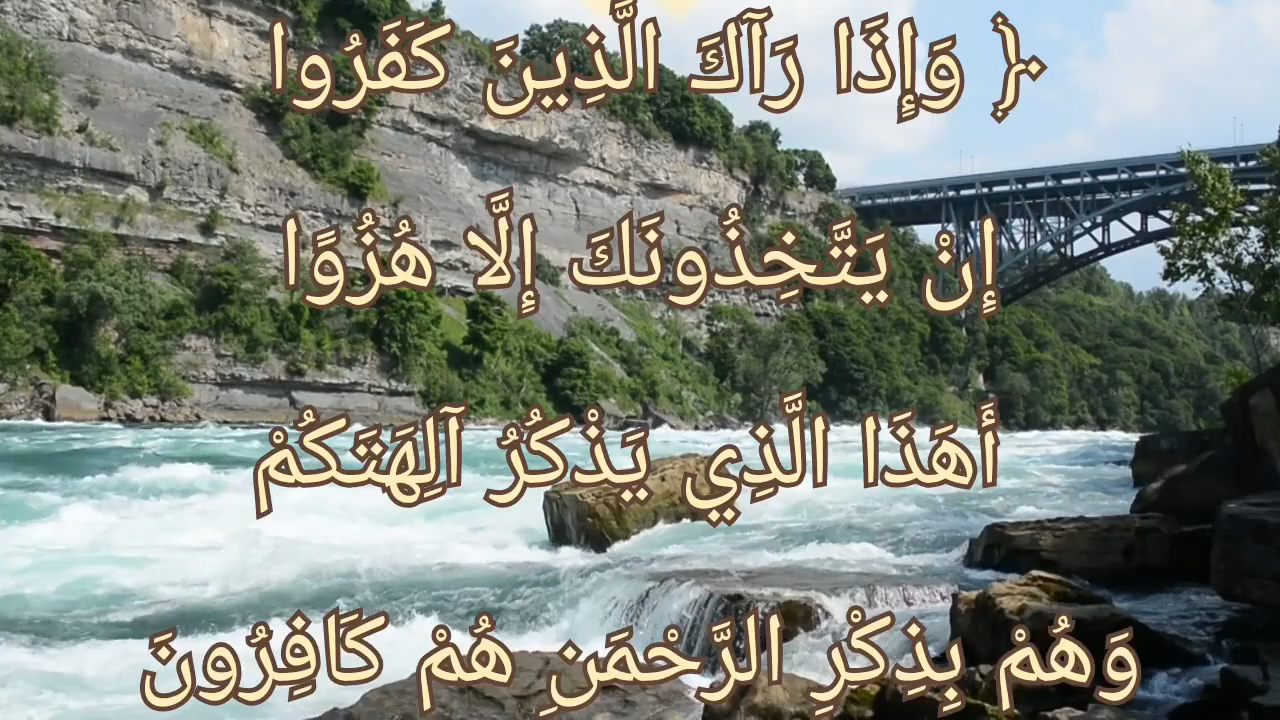 ﴿ وَإِذَا رَآكَ الَّذِينَ كَفَرُوا
إِنْ يَتَّخِذُونَكَ إِلَّا هُزُوًا
أَهَذَا الَّذِي يَذْكُرُ آلِهَتَكُمْ
وَهُمْ بِذِكْرِ الرَّحْمَنِ هُمْ كَافِرُونَ